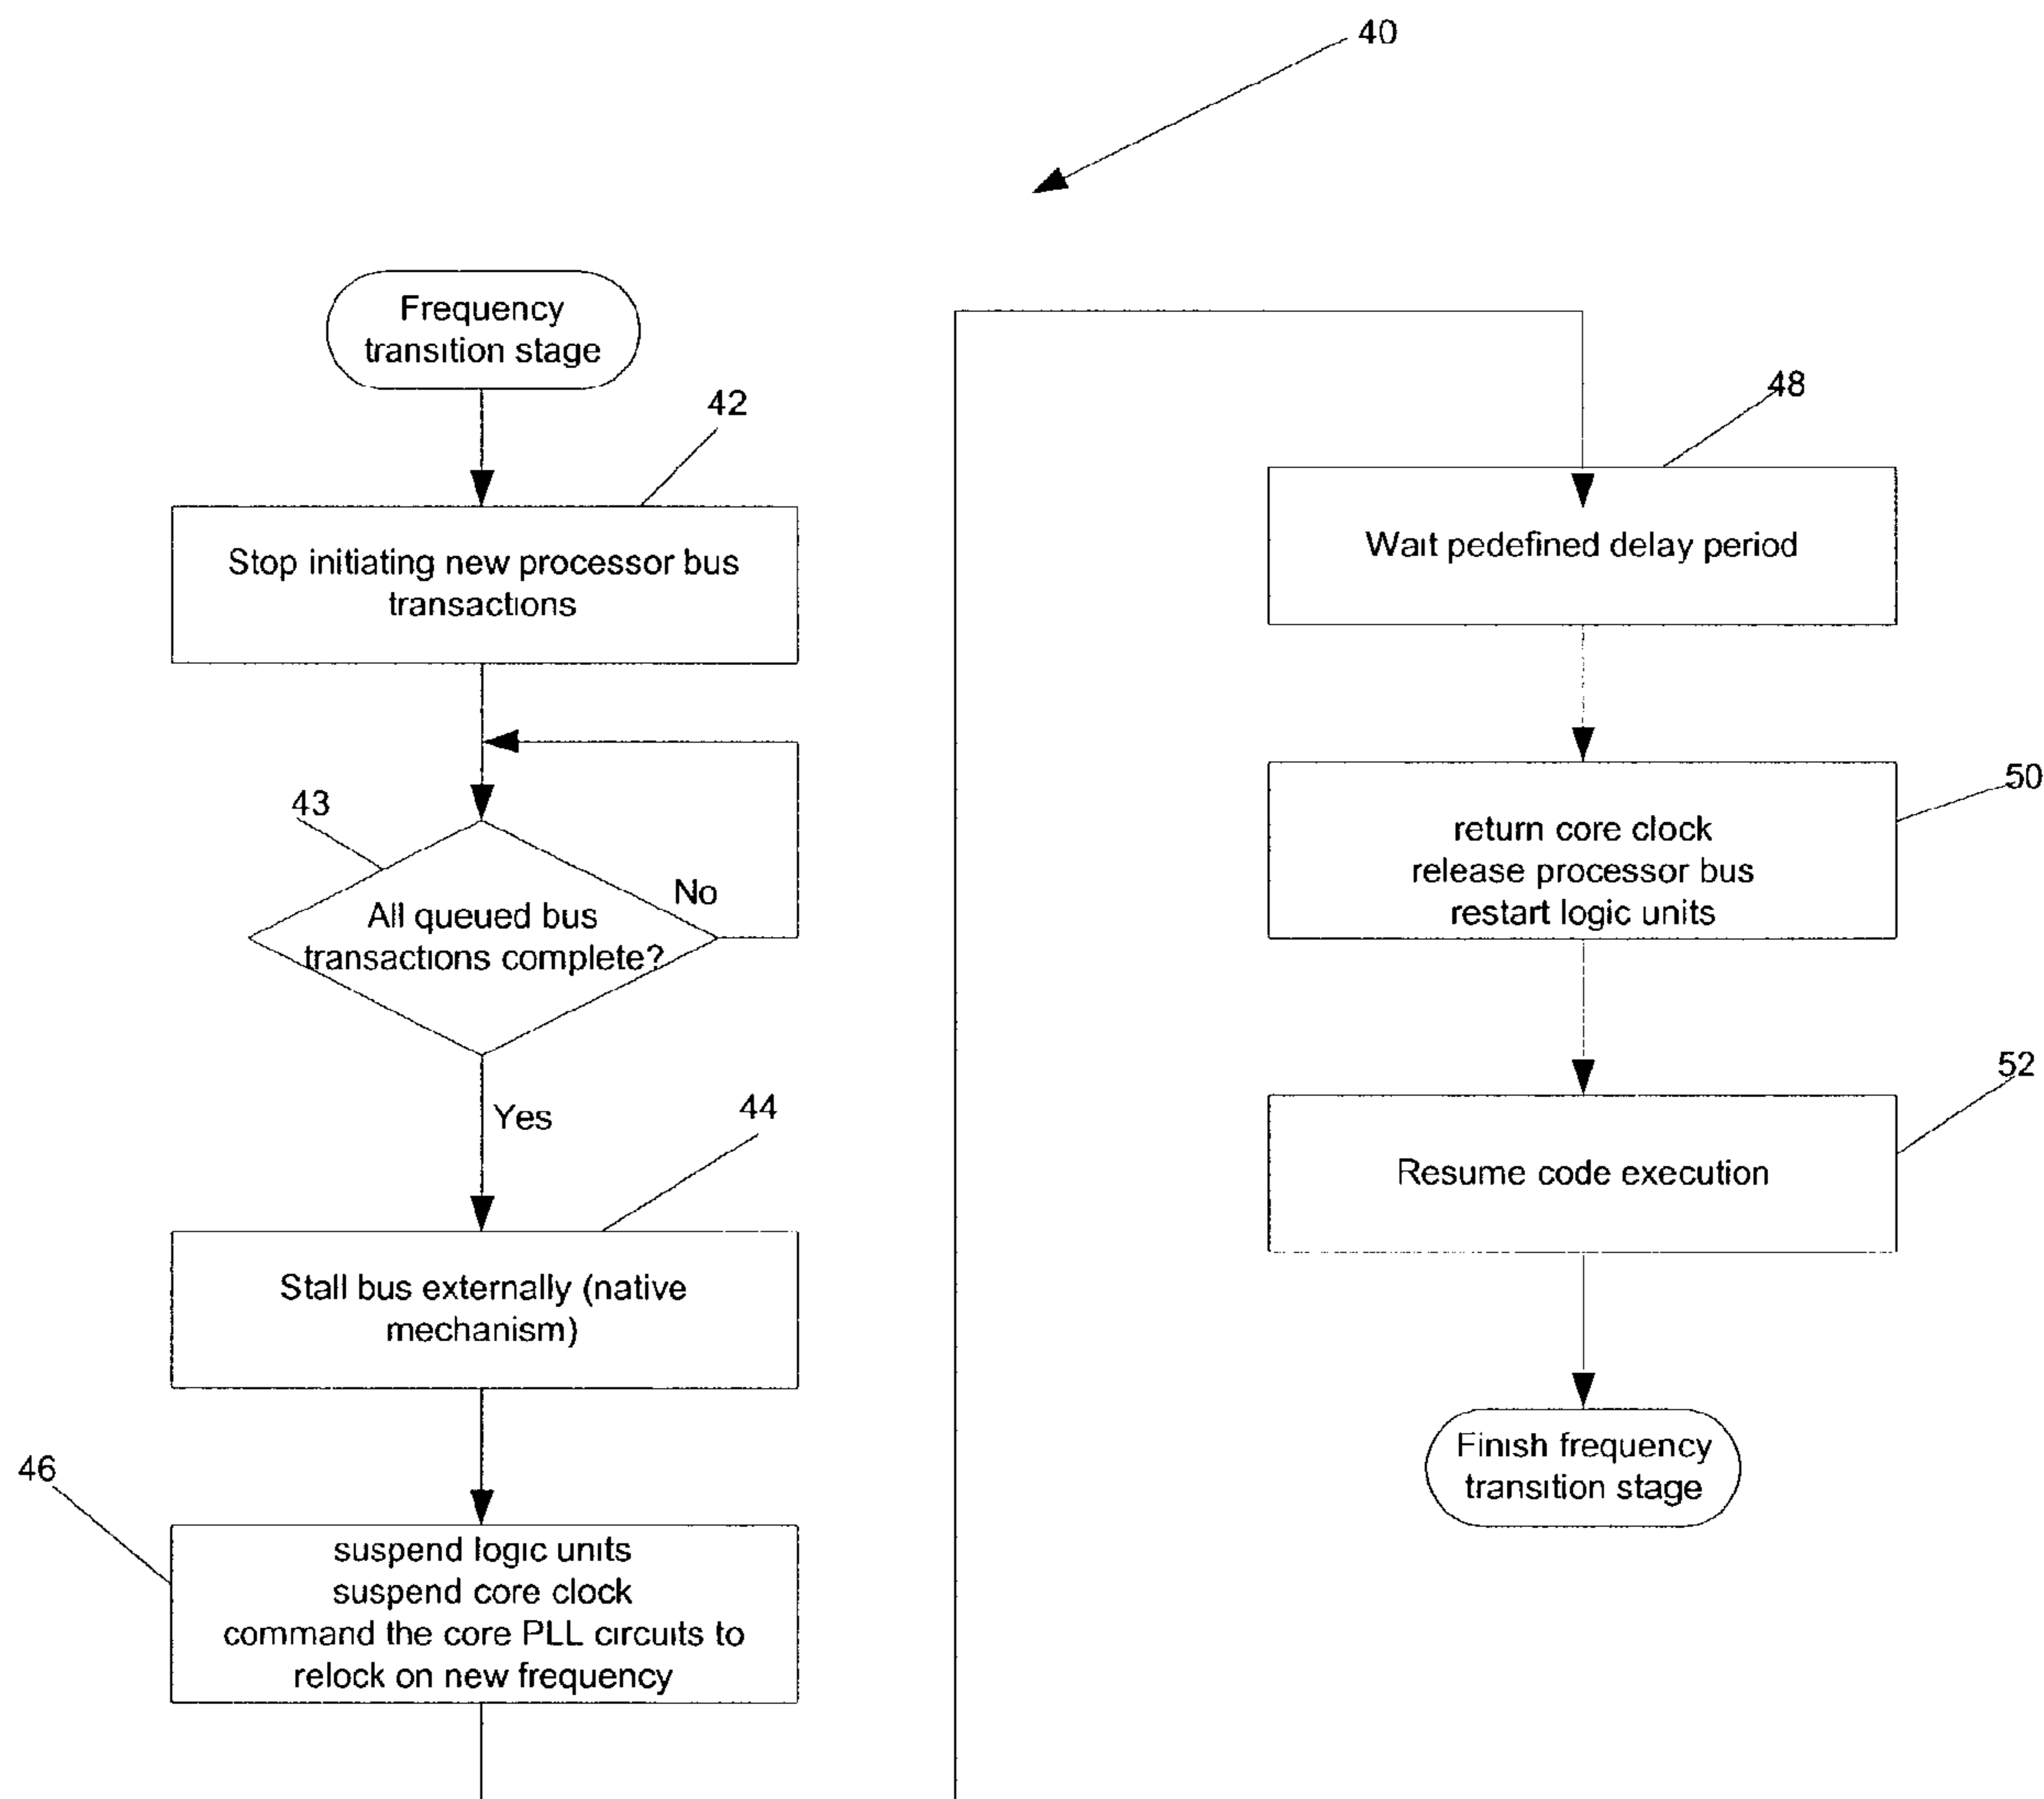 40
Frequency
transition stage
42
Stop initiating new processor bus
transactions
43
All queued bus
transactions complete?
No
Yes
44
Stall bus externally (native
mechanism)
46
suspend logic units
suspend core clock
command the core PLL circuits to
relock on new frequency
48
Wait pedefined delay period
50
return core clock
release processor bus
restart logic units
52
Resume code execution
Finish frequency
transition stage